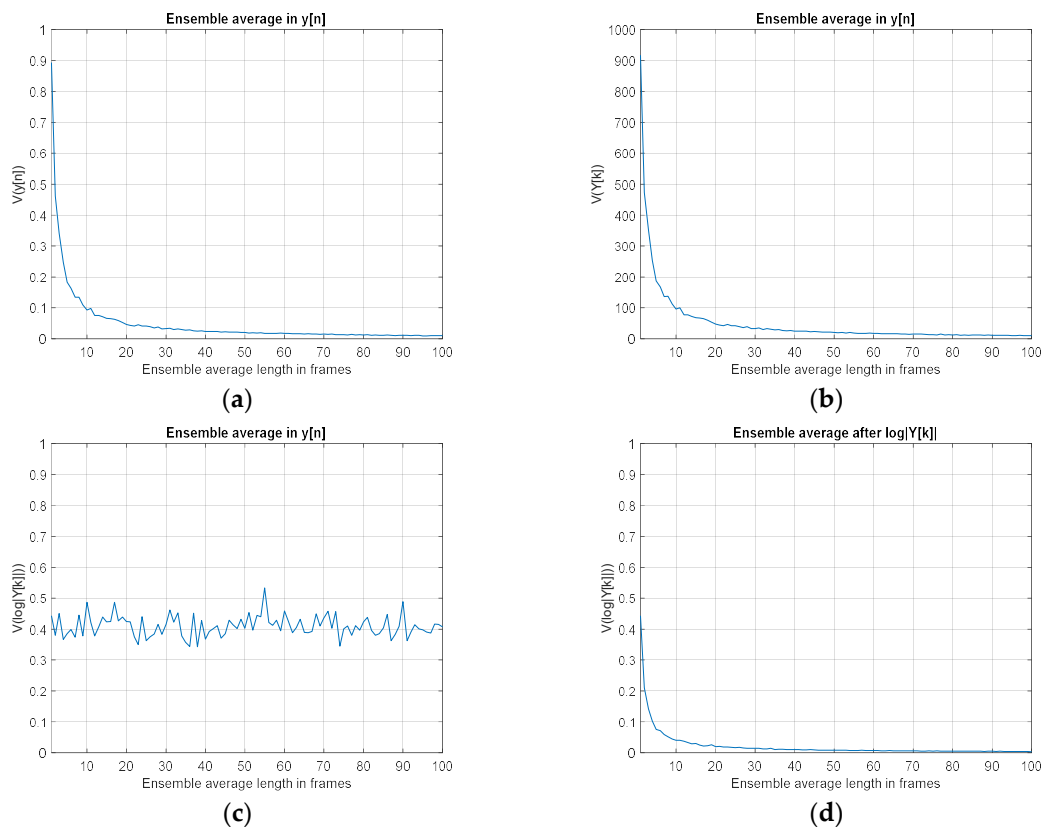 Ensemble average in y[n]
1
0.9
0.8
0.7
0.6
0.5
0.4
0.3
0.2
0.1
0
V(y[n])
10 20 30 40 50 60 70 80 90 100
Ensemble average length in frames
(a)
Ensemble average in y[n]
1000
900
800
700
600
500
400
300
200
100
0
V(Y[k])
10 20 30 40 50 60 70 80 90 100
Ensemble average length in frames
(b)
Ensemble average in y[n]
1
0.9
0.8
0.7
0.6
0.5
0.4
0.3
0.2
0.1
0
V(log|Y[k]|)
10 20 30 40 50 60 70 80 90 100
Ensemble average length in frames
(c)
Ensemble average after log|Y[k]|
1
0.9
0.8
0.7
0.6
0.5
0.4
0.3
0.2
0.1
0
V(log|Y[k]|)
10 20 30 40 50 60 70 80 90 100
Ensemble average length in frames
(d)